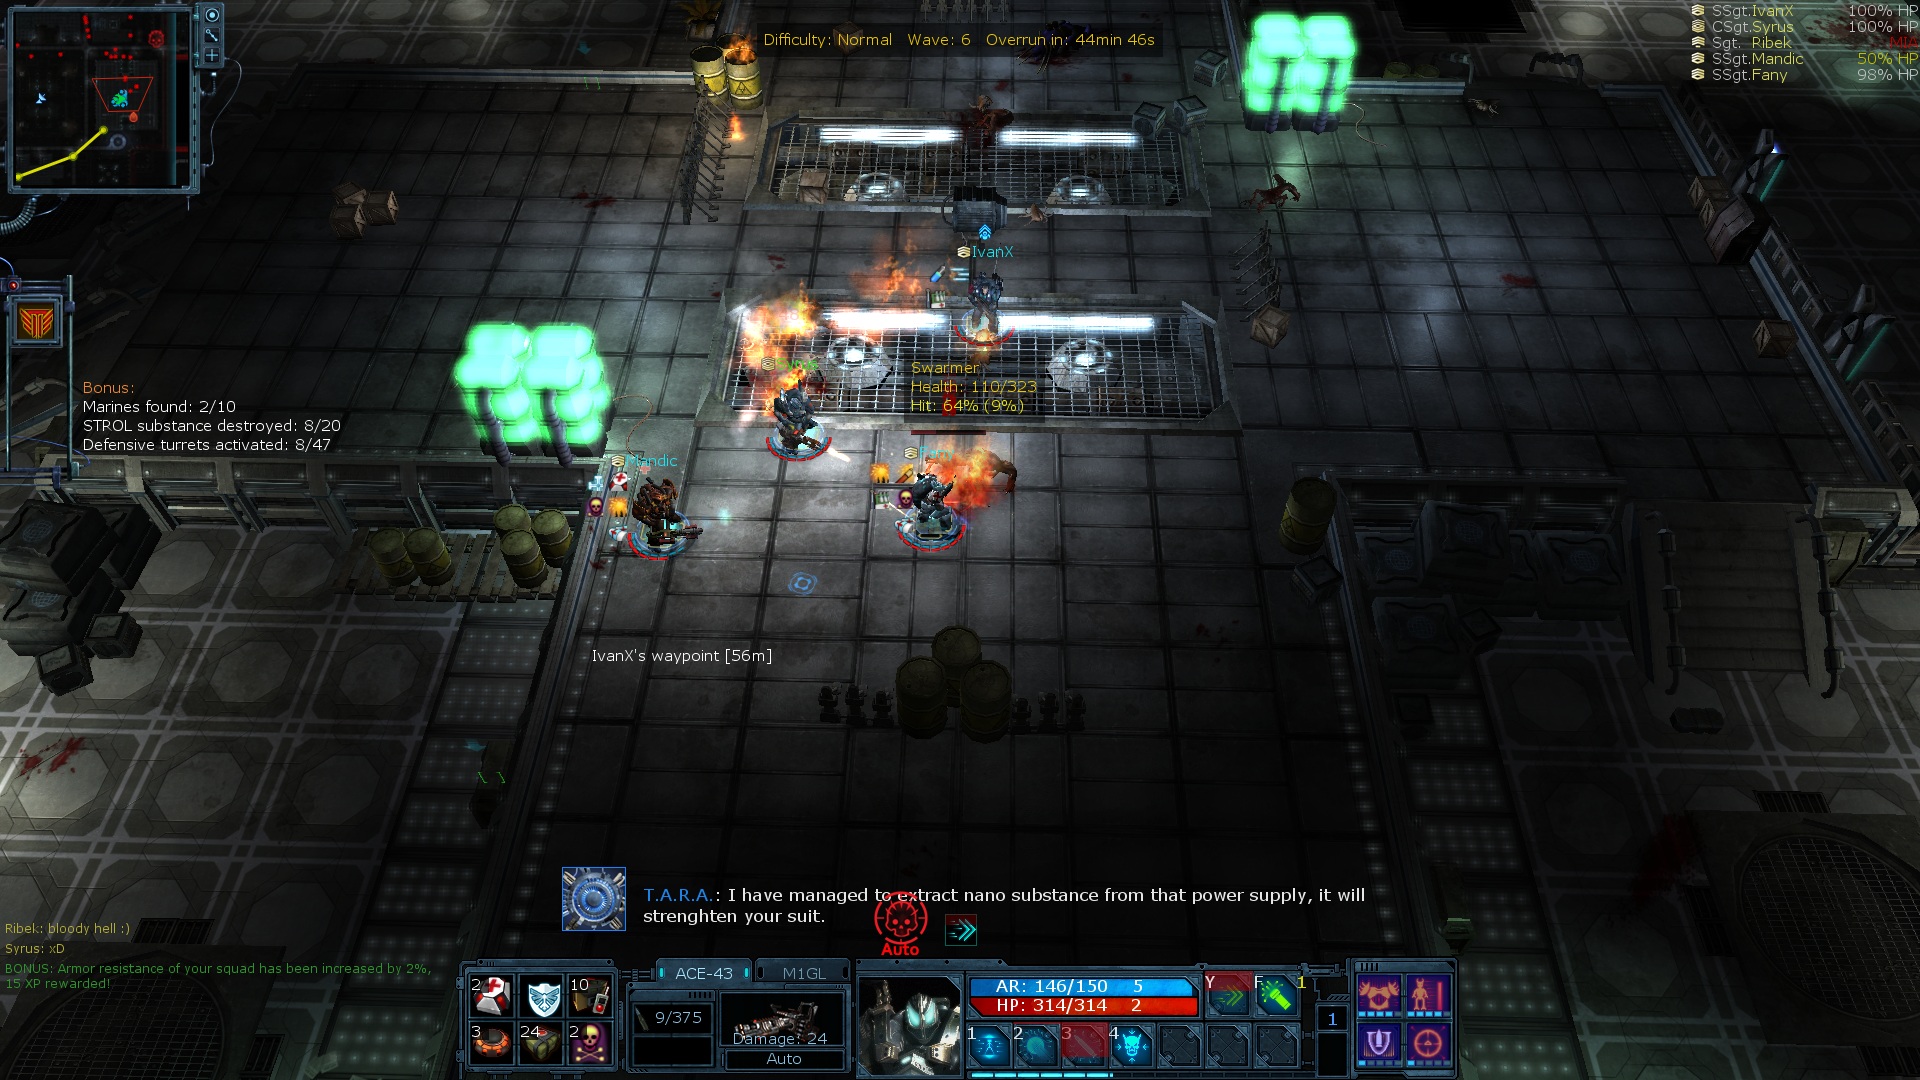 Difficulty: Normal Wave: 6 Overrun in: 44min 46s
SSgt.IvanX 100% HP
CSgt.Syrus 100% HP
Sgt. Ribek MIA
SSgt.Mandic 50% HP
SSgt.Fany 98% HP
IvanX
Swarmer
Health: 110/323
Hit: 64% (9%)
Bonus:
Marines found: 2/10
STROL substance destroyed: 8/20
Defensive turrets activated: 8/47
Syrus
Mandic
Fany
IvanX's waypoint [56m]
T.A.R.A.: I have managed to extract nano substance from that power supply, it will
strenghten your suit.
Auto
Ribek: bloody hell :)
Syrus: xD
BONUS: Armor resistance of your squad has been increased by 2%,
15 XP rewarded!
2 10
3 24 2
ACE-43 M1GL
9/375
Damage: 24
Auto
AR: 146/150 5
HP: 314/314 2
Y F 1
1 2 3 4
1